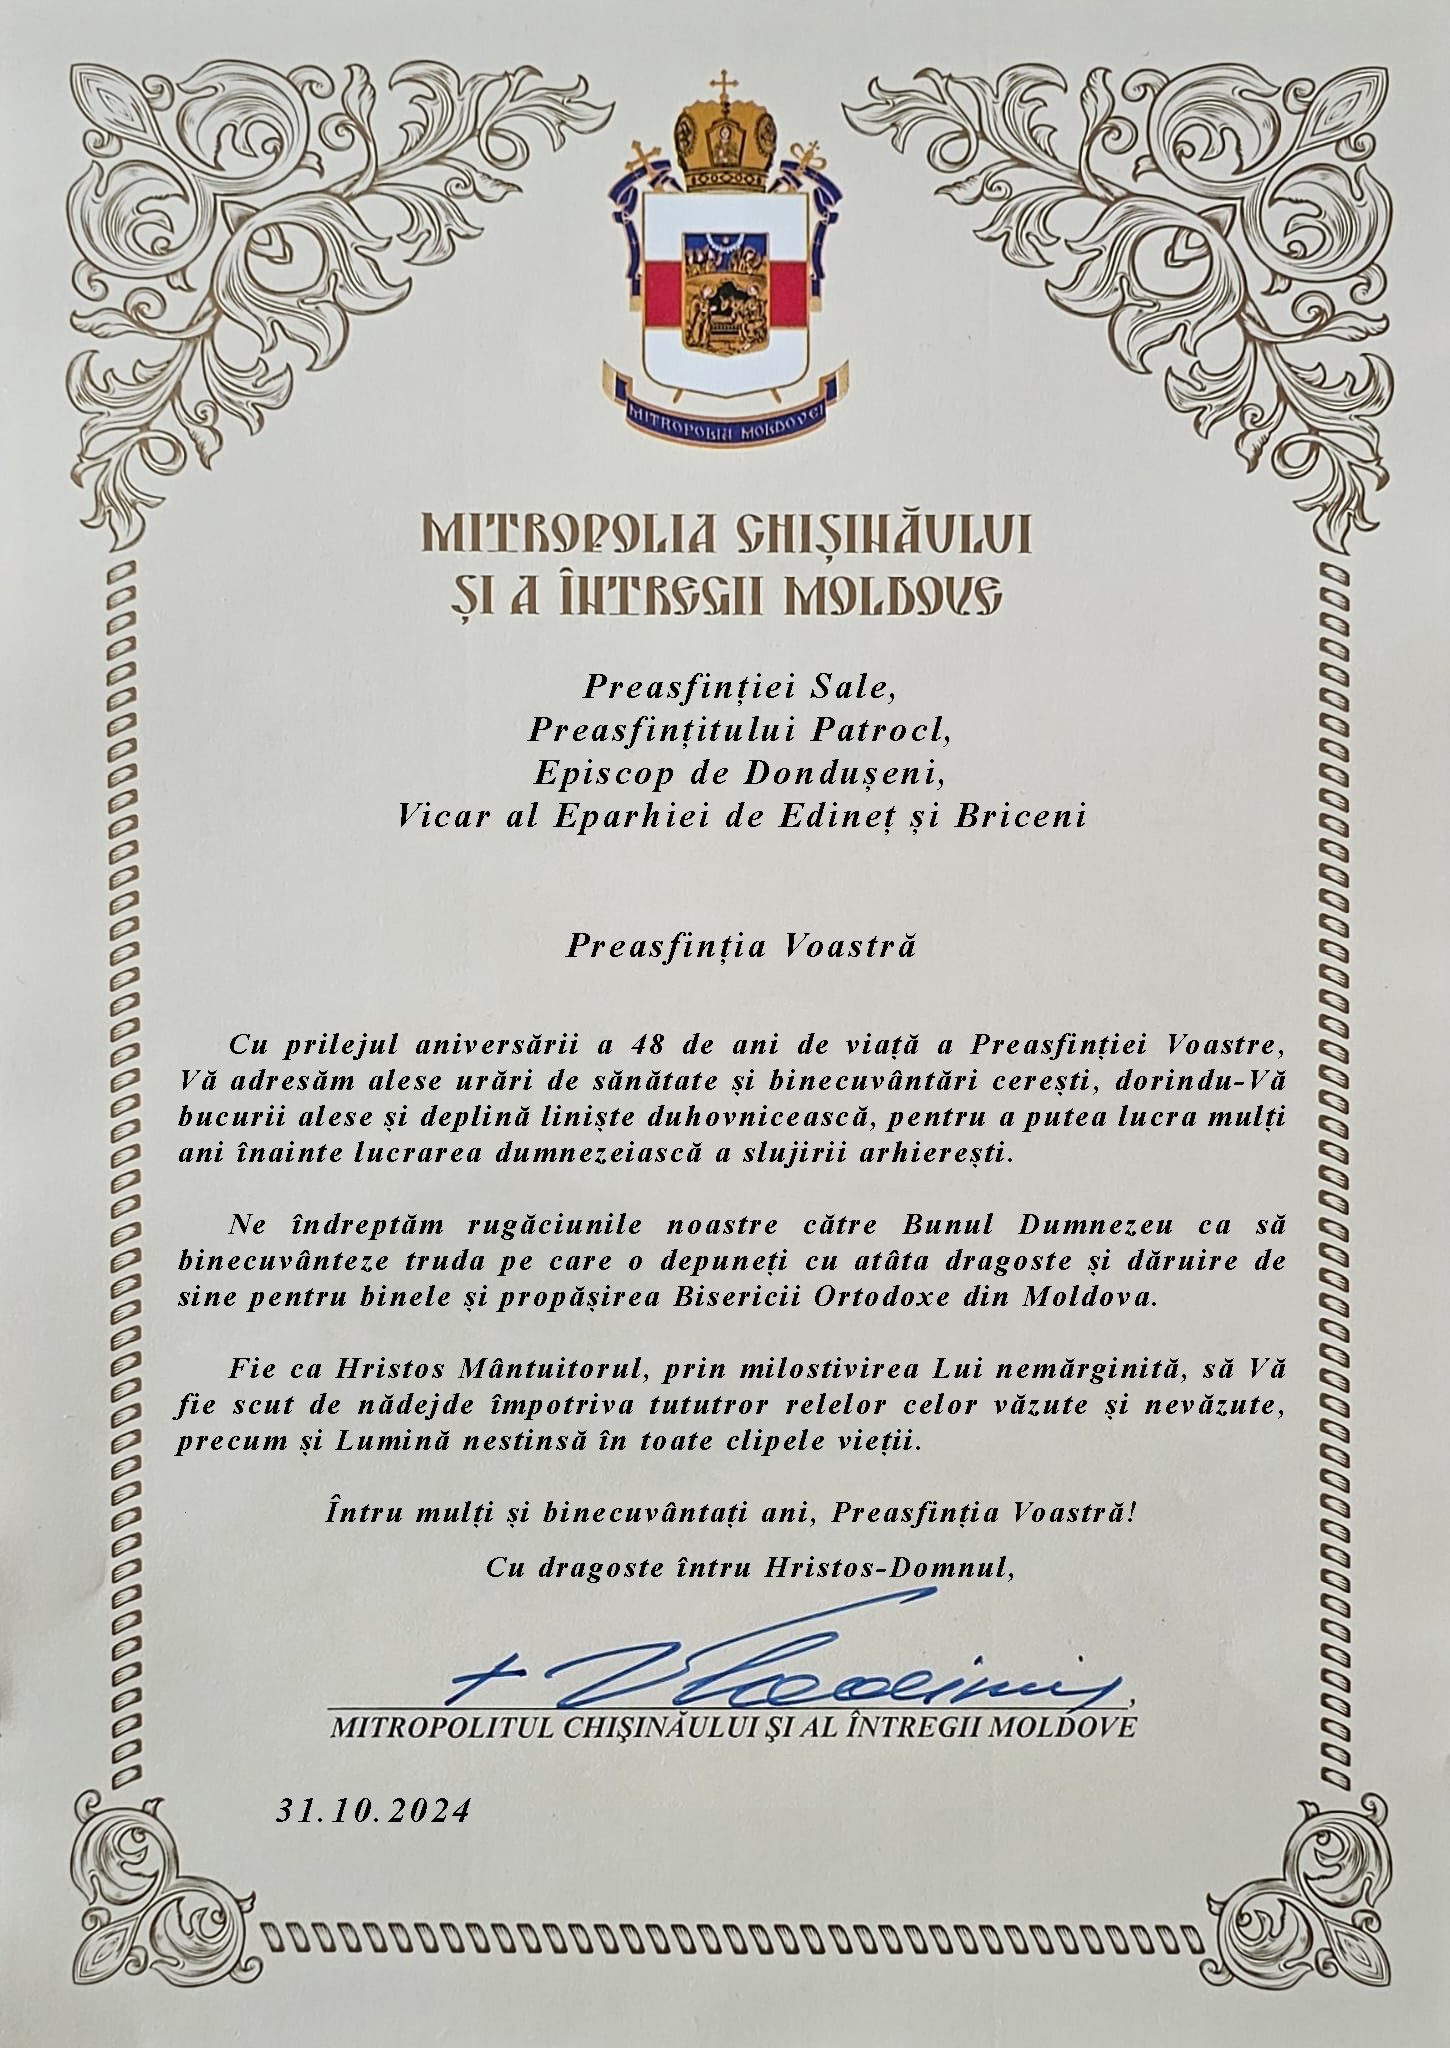 MITROPOLIA MOLDOVEI
MITROPOLIA CHIȘINĂULUI
ȘI A ÎNTREGII MOLDOVE
Preasfinției Sale,
Preasfințitului Patrocl,
Episcop de Dondușeni,
Vicar al Eparhiei de Edineț și Briceni
Preasfinția Voastră
Cu prilejul aniversării a 48 de ani de viață a Preasfinției Voastre,
Vă adresăm alese urări de sănătate și binecuvântări cerești, dorindu-Vă
bucurii alese și deplină liniște duhovnicească, pentru a putea lucra mulți
ani înainte lucrarea dumnezeiască a slujirii arhierești.
Ne îndreptăm rugăciunile noastre către Bunul Dumnezeu ca să
binecuvânteze truda pe care o depuneți cu atâta dragoste și dăruire de
sine pentru binele și propășirea Bisericii Ortodoxe din Moldova.
Fie ca Hristos Mântuitorul, prin milostivirea Lui nemărginită, să Vă
fie scut de nădejde împotriva tututror relelor celor văzute și nevăzute,
precum și Lumină nestinsă în toate clipele vieții.
Întru mulți și binecuvântați ani, Preasfinția Voastră!
Cu dragoste întru Hristos-Domnul,
+ Vladimir,
MITROPOLITUL CHIŞINĂULUI ŞI AL ÎNTREGII MOLDOVE
31.10.2024